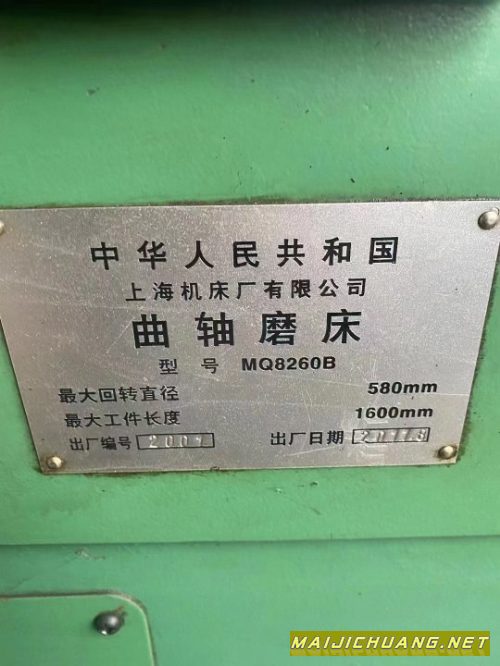 中华人民共和国
上海机床厂有限公司
曲轴磨床
型号 MQ8260B
最大回转直径 580mm
最大工件长度 1600mm
出厂编号
出厂日期
MAIJICHUANG.NET